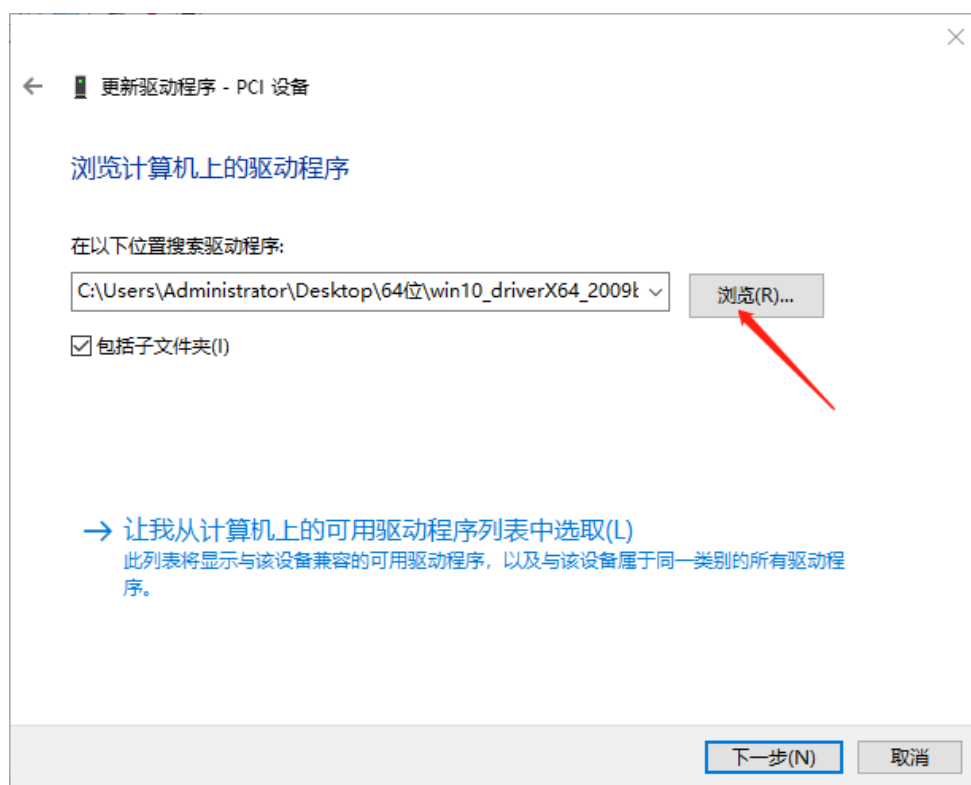 更新驱动程序 - PCI 设备
浏览计算机上的驱动程序
在以下位置搜索驱动程序:
C:\Users\Administrator\Desktop\64位\win10_driverX64_2009
浏览(R)...
包括子文件夹(I)
让我从计算机上的可用驱动程序列表中选取(L)
此列表将显示与该设备兼容的可用驱动程序，以及与该设备属于同一类别的所有驱动程
序。
下一步(N)
取消